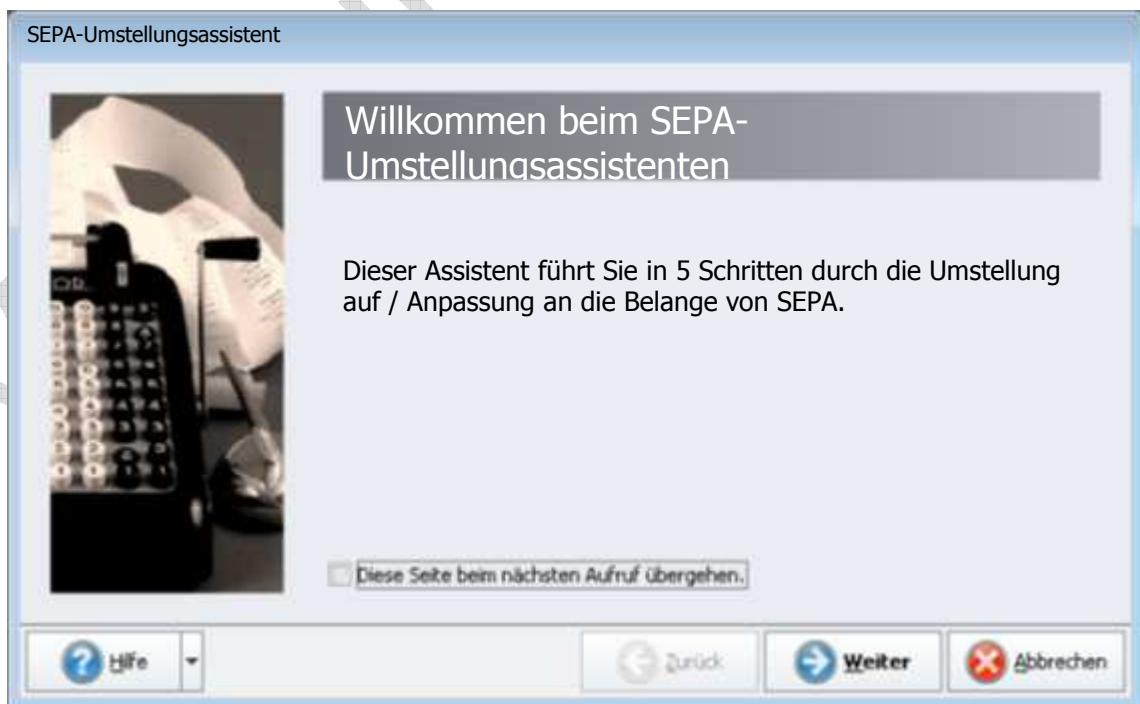 SEPA-Umstellungsassistent
Willkommen beim SEPA-
Umstellungsassistenten
Dieser Assistent führt Sie in 5 Schritten durch die Umstellung
auf / Anpassung an die Belange von SEPA.
Diese Seite beim nächsten Aufruf übergehen.
Hilfe
Zurück
Weiter
Abbrechen